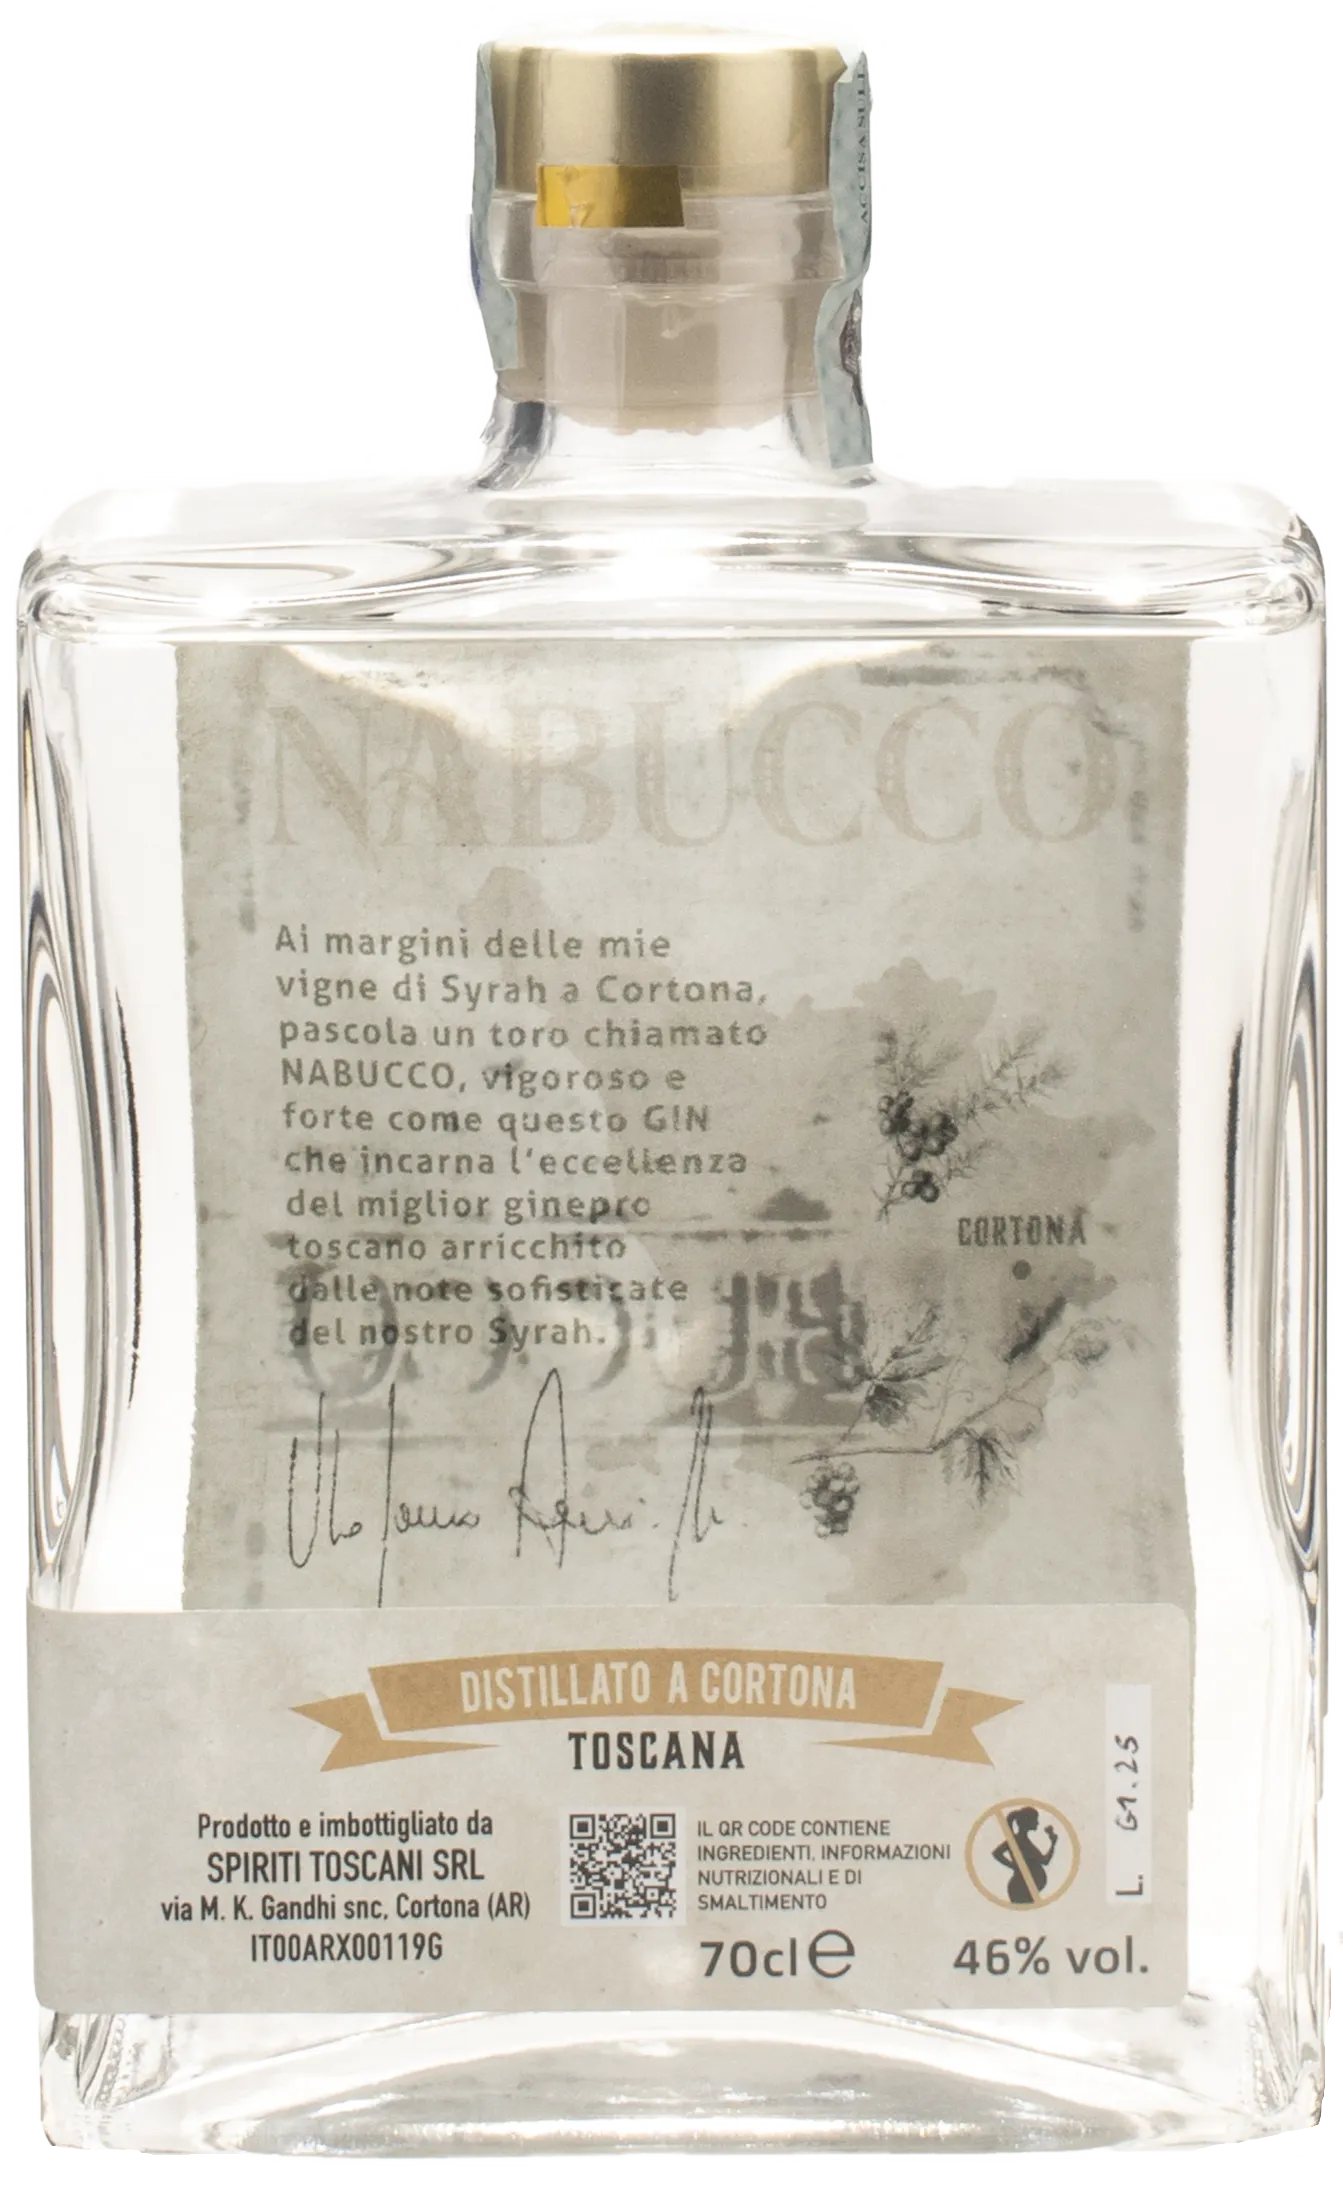 ACCISA SULL
NABUCCO
Ai margini delle mie
vigne di Syrah a Cortona,
pascola un toro chiamato
NABUCCO, vigoroso e
forte come questo GIN
che incarna l'eccellenza
del miglior ginepro
toscano arricchito
dalle note sofisticate
del nostro Syrah.
CORTONA
DISTILLATO A CORTONA
TOSCANA
Prodotto e imbottigliato da
SPIRITI TOSCANI SRL
via M. K. Gandhi snc, Cortona (AR)
IT00ARX00119G
IL QR CODE CONTIENE
INGREDIENTI, INFORMAZIONI
NUTRIZIONALI E DI
SMALTIMENTO
70cl e
46% vol.
L. G1.25